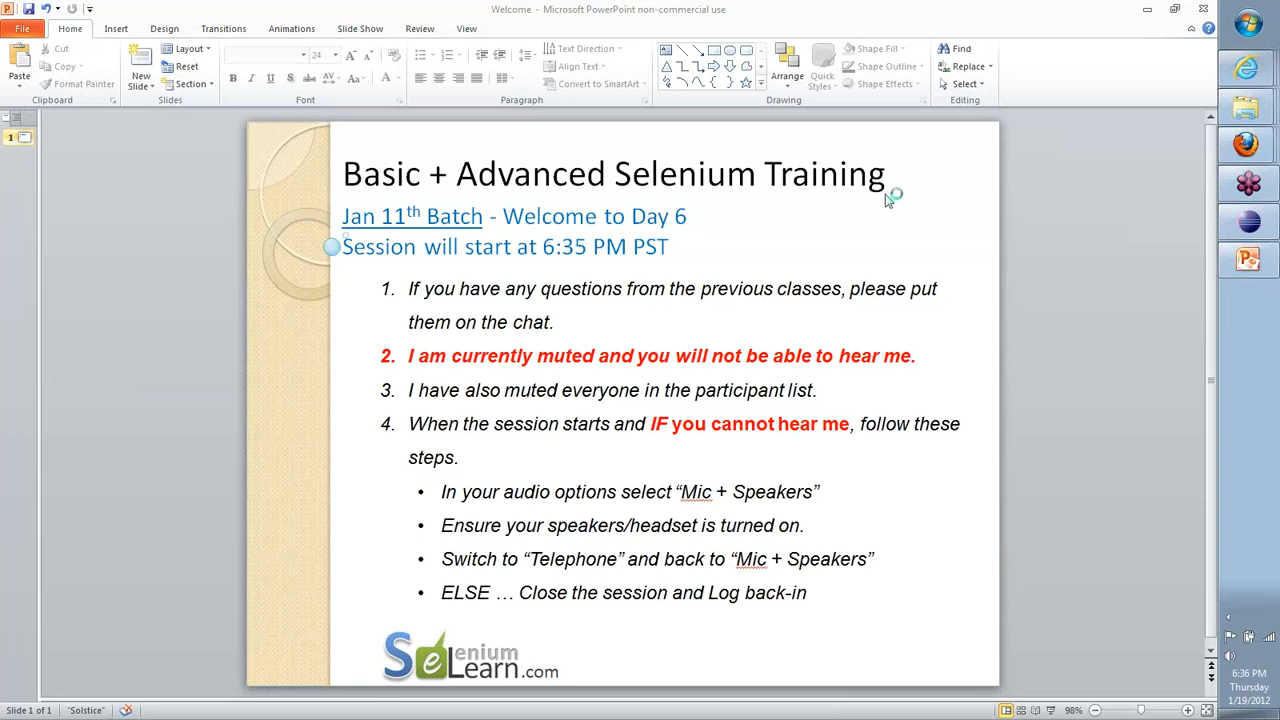 Welcome – Microsoft PowerPoint non-commercial use
File Home Insert Design Transitions Animations Slide Show Review View
Paste
Cut
Copy
Format Painter
Clipboard
New Slide
Layout
Reset
Section
Slides
24
B I U S abc AV Aa A
Font
Text Direction
Align Text
Convert to SmartArt
Paragraph
Arrange
Quick Styles
Shape Fill
Shape Outline
Shape Effects
Drawing
Find
Replace
Select
Editing
1
Basic + Advanced Selenium Training
Jan 11th Batch - Welcome to Day 6
Session will start at 6:35 PM PST
1. If you have any questions from the previous classes, please put
them on the chat.
2. I am currently muted and you will not be able to hear me.
3. I have also muted everyone in the participant list.
4. When the session starts and IF you cannot hear me, follow these
steps.
• In your audio options select “Mic + Speakers”
• Ensure your speakers/headset is turned on.
• Switch to “Telephone” and back to “Mic + Speakers”
• ELSE … Close the session and Log back-in
Selenium
eLearn.com
6:36 PM
Thursday
1/19/2012
Slide 1 of 1 "Solstice" 98%